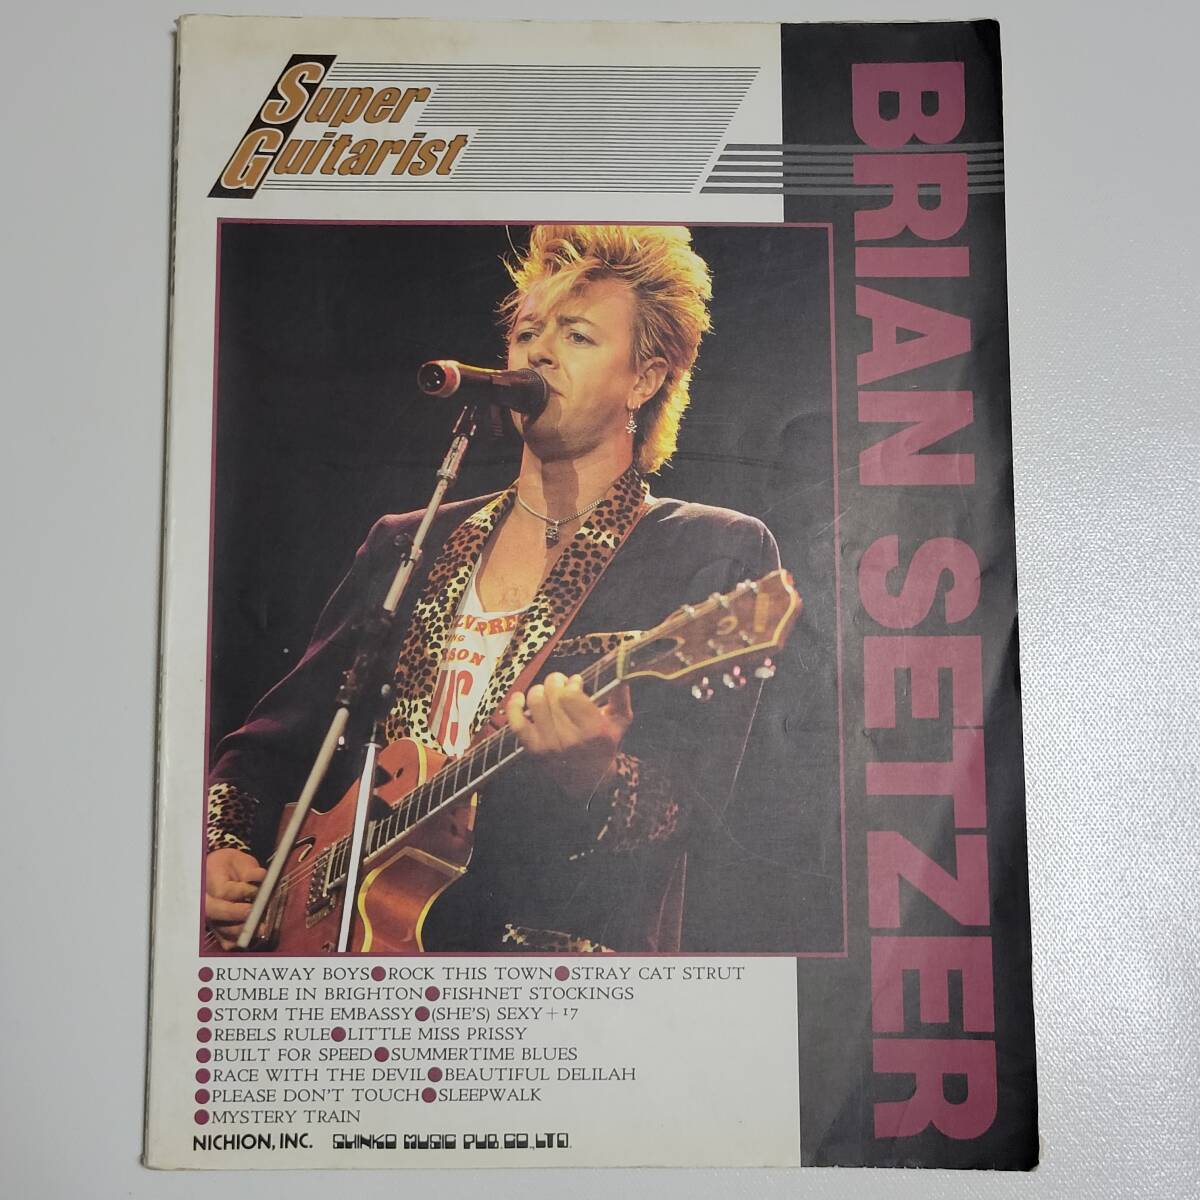 Super
Guitarist
BRIAN SETZER
●RUNAWAY BOYS●ROCK THIS TOWN●STRAY CAT STRUT
●RUMBLE IN BRIGHTON●FISHNET STOCKINGS
●STORM THE EMBASSY●(SHE'S) SEXY+17
●REBELS RULE●LITTLE MISS PRISSY
●BUILT FOR SPEED●SUMMERTIME BLUES
●RACE WITH THE DEVIL●BEAUTIFUL DELILAH
●PLEASE DON'T TOUCH●SLEEPWALK
●MYSTERY TRAIN
NICHION, INC. SHINKO MUSIC PUB.CO.,LTD.